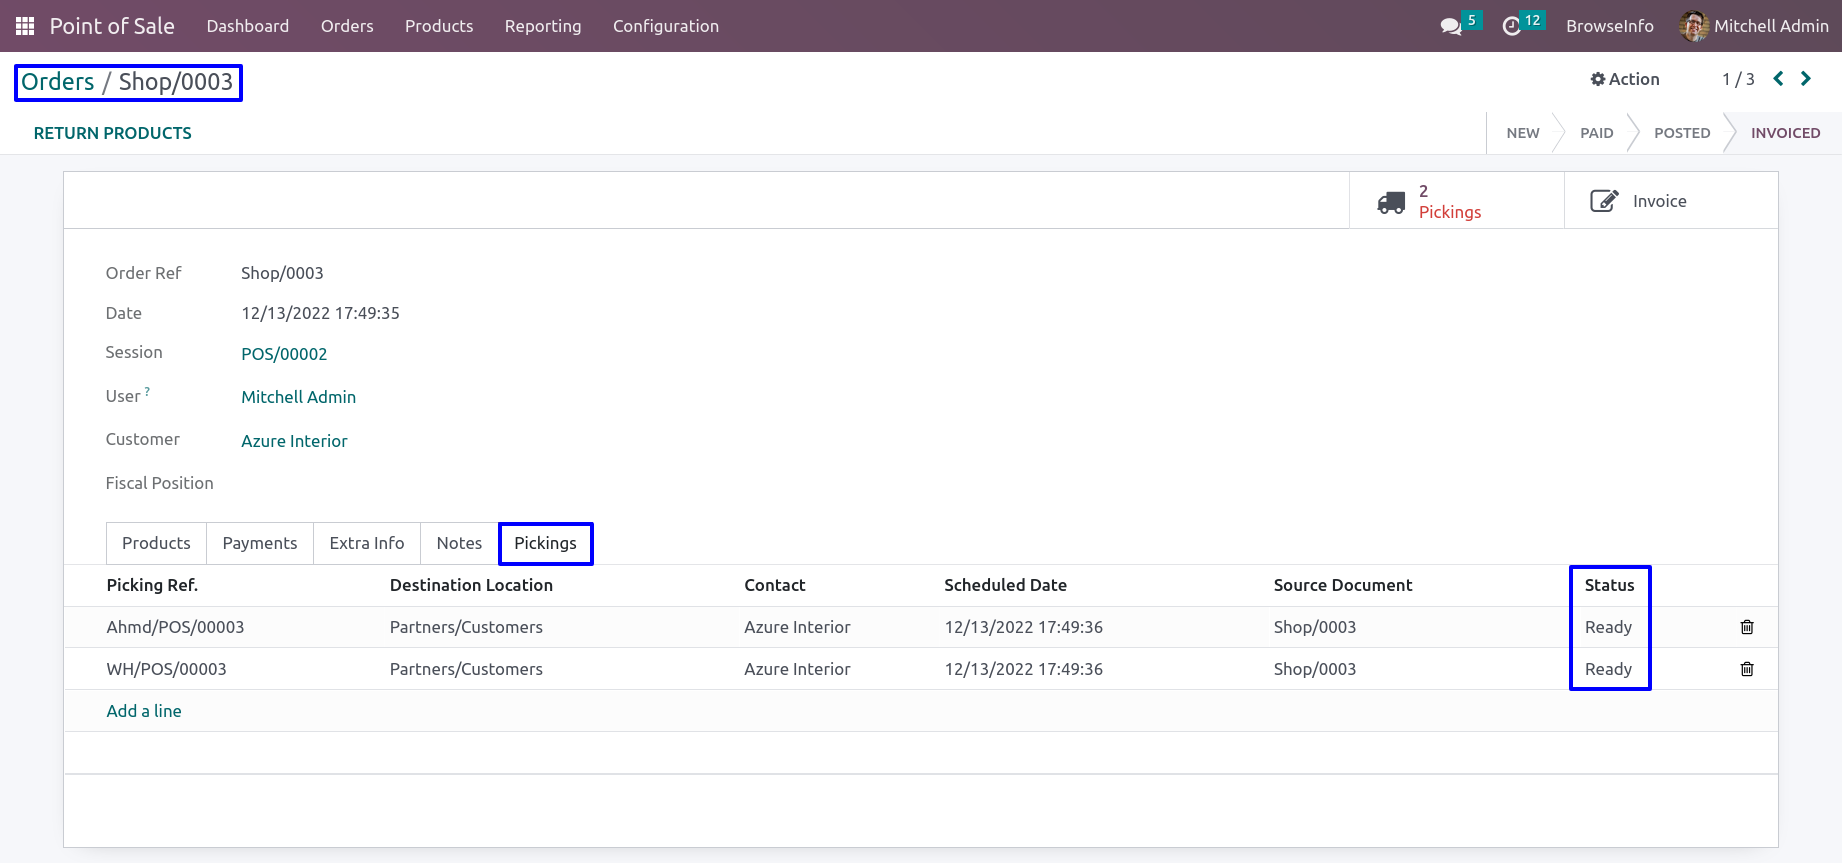 Point of Sale Dashboard Orders Products Reporting Configuration 5 12 BrowseInfo Mitchell Admin
Orders / Shop/0003 Action 1 / 3
RETURN PRODUCTS NEW PAID POSTED INVOICED
2
Pickings
Invoice
Order Ref Shop/0003
Date 12/13/2022 17:49:35
Session POS/00002
User ? Mitchell Admin
Customer Azure Interior
Fiscal Position
Products Payments Extra Info Notes Pickings
Picking Ref. Destination Location Contact Scheduled Date Source Document Status
Ahmd/POS/00003 Partners/Customers Azure Interior 12/13/2022 17:49:36 Shop/0003 Ready
WH/POS/00003 Partners/Customers Azure Interior 12/13/2022 17:49:36 Shop/0003 Ready
Add a line